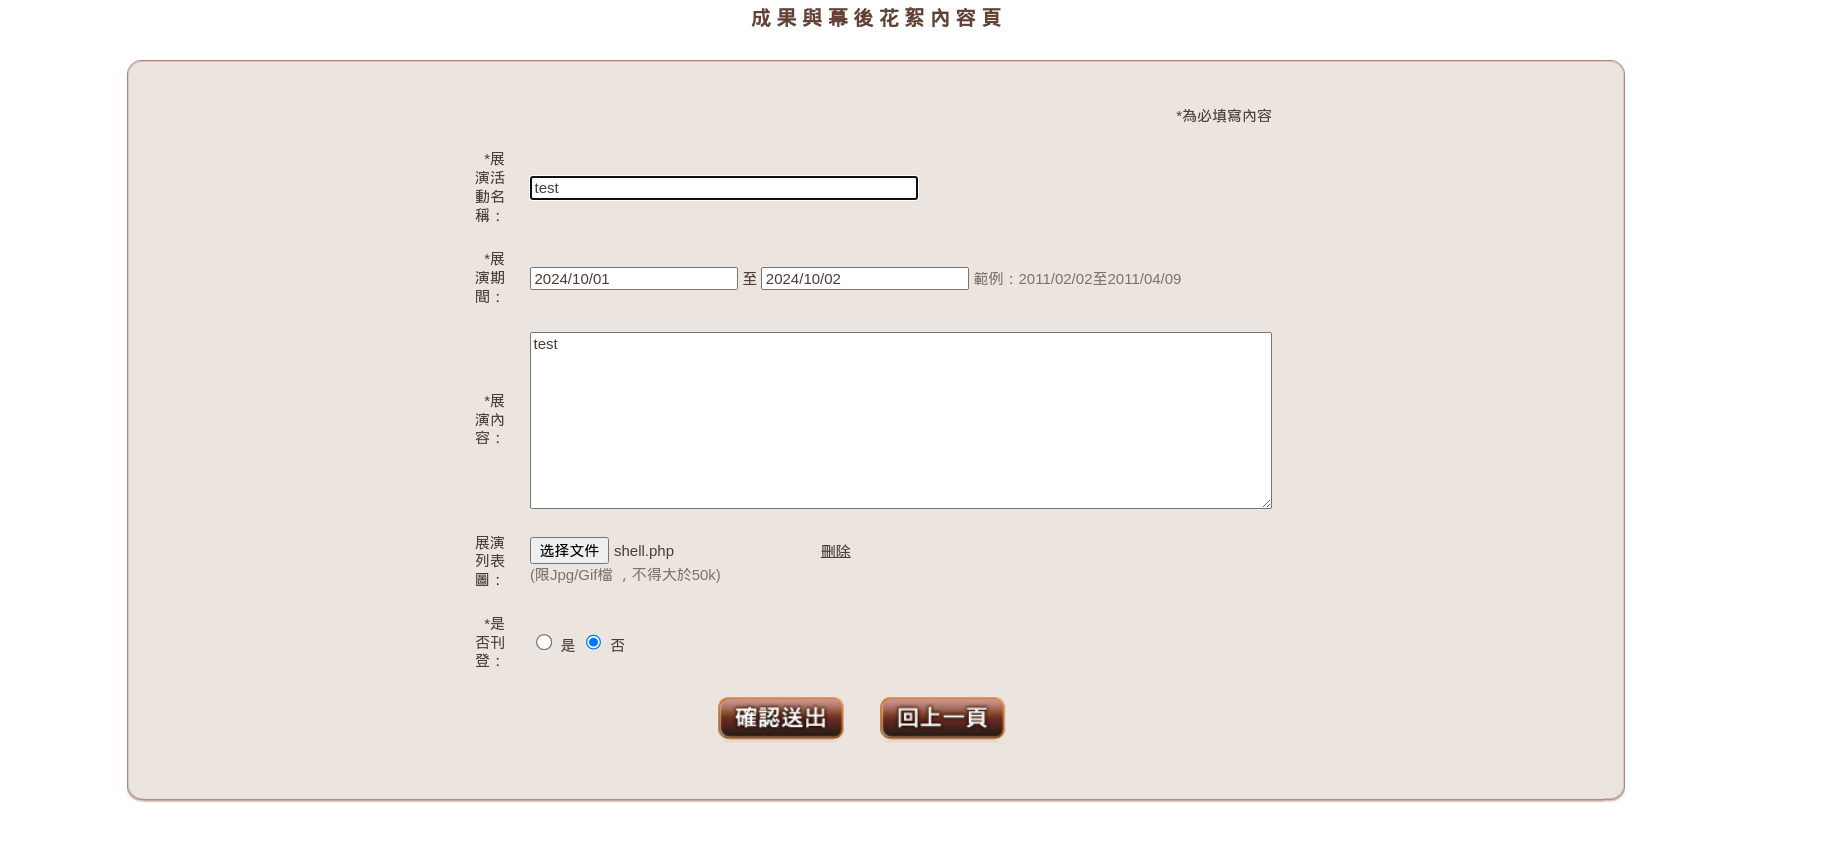 成果與幕後花絮內容頁
*為必填寫內容
*展
演活
動名
稱：
test
*展
演期
間：
2024/10/01 至 2024/10/02 範例：2011/02/02至2011/04/09
*展
演內
容：
test
展演
列表
圖：
选择文件 shell.php 刪除
(限Jpg/Gif檔 ，不得大於50k)
*是
否刊
登：
是 否
確認送出 回上一頁